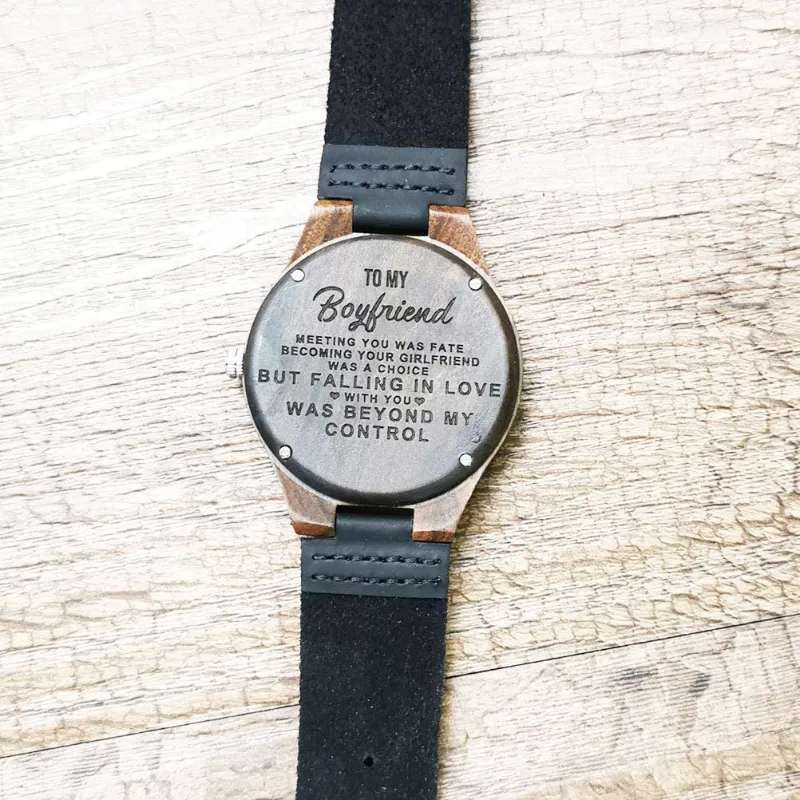 TO MY
Boyfriend
MEETING YOU WAS FATE
BECOMING YOUR GIRLFRIEND
WAS A CHOICE
BUT FALLING IN LOVE
♥WITH YOU♥
WAS BEYOND MY
CONTROL